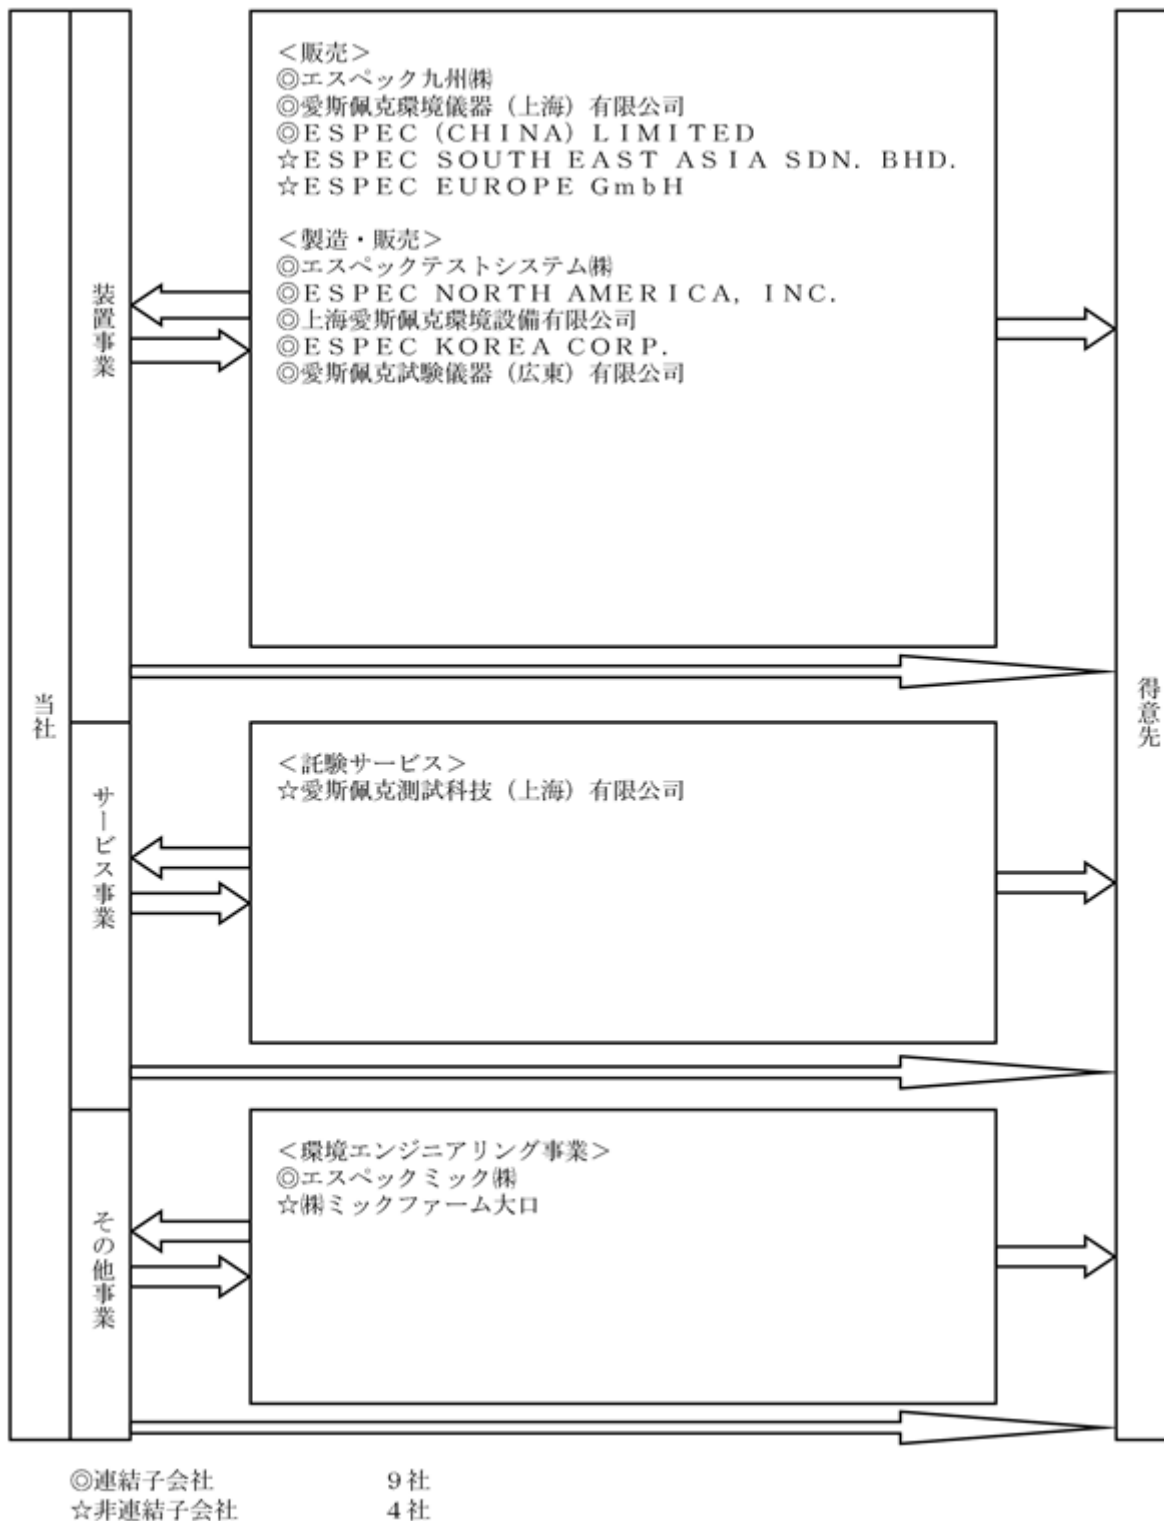 当社
装置事業
＜販売＞
◎エスペック九州㈱
◎愛斯佩克環境儀器（上海）有限公司
◎ＥＳＰＥＣ（ＣＨＩＮＡ）ＬＩＭＩＴＥＤ
☆ＥＳＰＥＣ ＳＯＵＴＨ ＥＡＳＴ ＡＳＩＡ ＳＤＮ．ＢＨＤ．
☆ＥＳＰＥＣ ＥＵＲＯＰＥ ＧｍｂＨ
＜製造・販売＞
◎エスペックテストシステム㈱
◎ＥＳＰＥＣ ＮＯＲＴＨ ＡＭＥＲＩＣＡ，ＩＮＣ．
◎上海愛斯佩克環境設備有限公司
◎ＥＳＰＥＣ ＫＯＲＥＡ ＣＯＲＰ．
◎愛斯佩克試験儀器（広東）有限公司
サービス事業
＜託験サービス＞
☆愛斯佩克測試科技（上海）有限公司
その他事業
＜環境エンジニアリング事業＞
◎エスペックミック㈱
☆㈱ミックファーム大口
得意先
◎連結子会社 ９社
☆非連結子会社 ４社